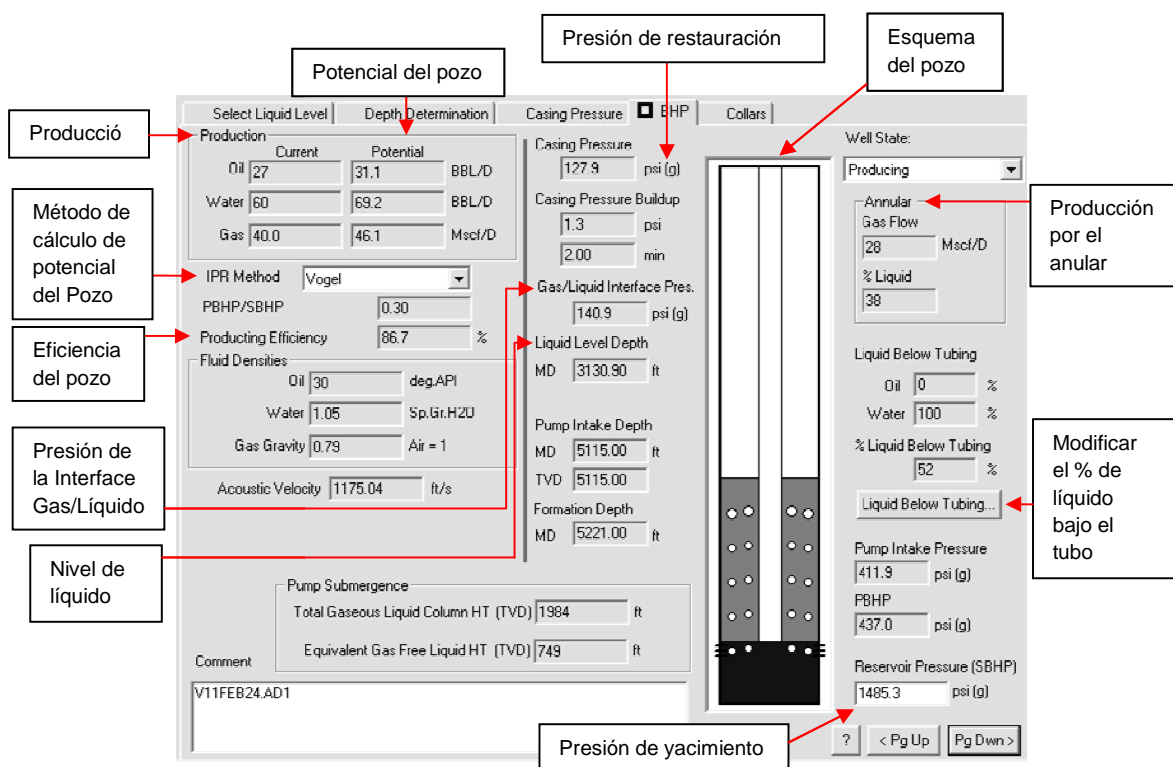 Presión de restauración
Esquema
del pozo
Potencial del pozo
Select Liquid Level
Depth Determination
Casing Pressure
BHP
Collars
Producció
Production
Current
Potential
Oil 27 31.1 BBL/D
Water 60 69.2 BBL/D
Gas 40.0 46.1 Mscf/D
Método de
cálculo de
potencial
del Pozo
IPR Method Vogel
PBHP/SBHP 0.30
Producting Efficiency 86.7 %
Eficiencia
del pozo
Fluid Densities
Oil 30 deg.API
Water 1.05 Sp.Gr.H2O
Gas Gravity 0.79 Air = 1
Presión de
la Interface
Gas/Líquido
Acoustic Velocity 1175.04 ft/s
Nivel de
líquido
Casing Pressure
127.9 psi (g)
Casing Pressure Buildup
1.3 psi
2.00 min
Gas/Liquid Interface Pres.
140.9 psi (g)
Liquid Level Depth
MD 3130.90 ft
Pump Intake Depth
MD 5115.00 ft
TVD 5115.00
Formation Depth
MD 5221.00 ft
Pump Submergence
Total Gaseous Liquid Column HT (TVD) 1984 ft
Equivalent Gas Free Liquid HT (TVD) 749 ft
Comment
V11FEB24.AD1
Well State:
Producing
Annular
Gas Flow
28 Mscf/D
% Liquid
38
Producción
por el
anular
Liquid Below Tubing
Oil 0 %
Water 100 %
% Liquid Below Tubing
52 %
Liquid Below Tubing...
Modificar
el % de
líquido
bajo el
tubo
Pump Intake Pressure
411.9 psi (g)
PBHP
437.0 psi (g)
Reservoir Pressure (SBHP)
1485.3 psi (g)
Presión de yacimiento
? < Pg Up Pg Dwn >